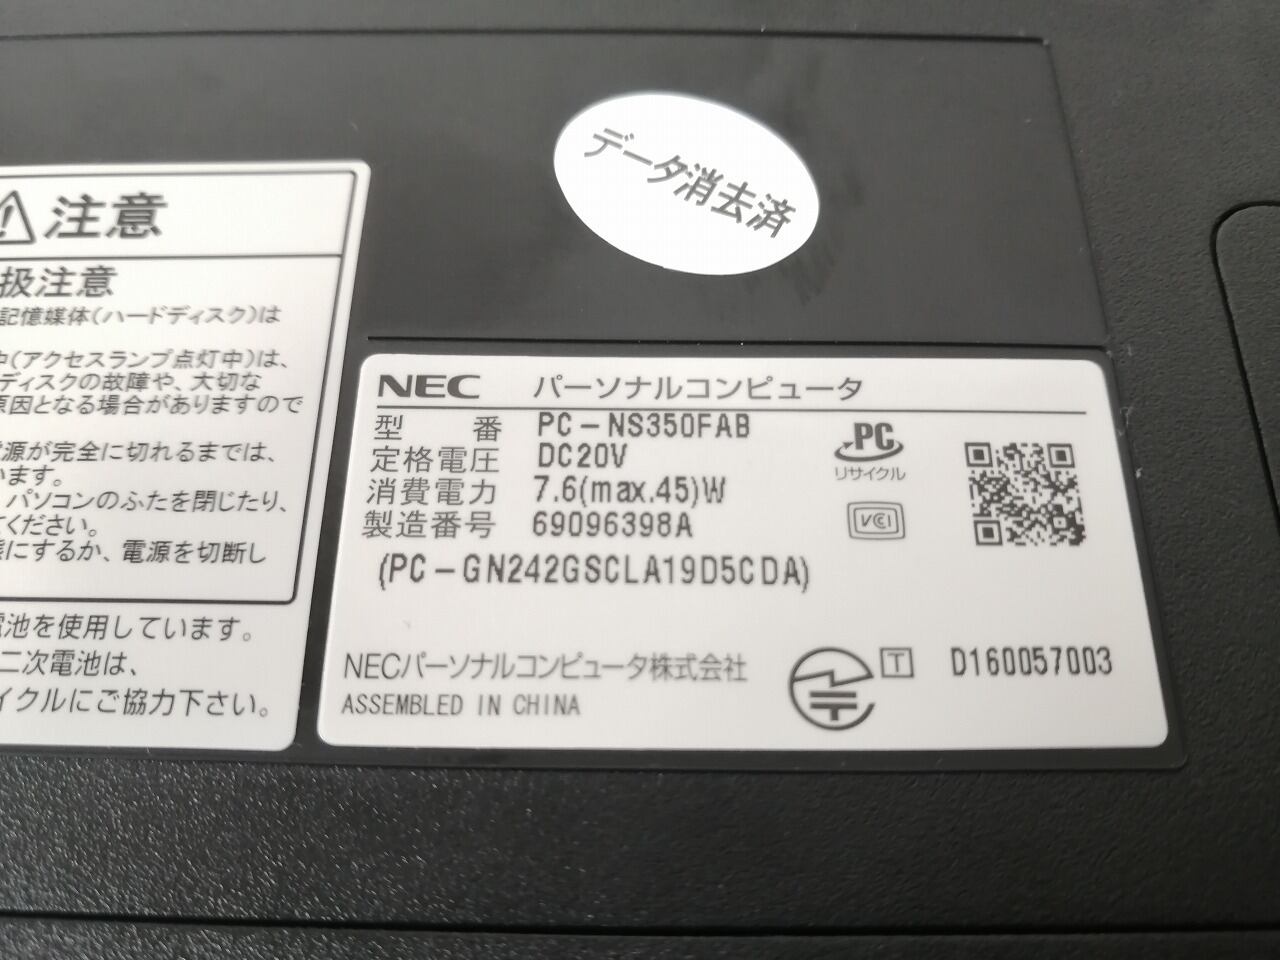 データ消去済
注意
扱注意
記憶媒体(ハードディスク)は
中(アクセスランプ点灯中)は、
ディスクの故障や、大切な
原因となる場合がありますので
電源が完全に切れるまでは、
います。
パソコンのふたを閉じたり、
てください。
態にするか、電源を切断し
電池を使用しています。
二次電池は、
イクルにご協力下さい。
NEC パーソナルコンピュータ
型番 PC-NS350FAB
定格電圧 DC20V
消費電力 7.6(max.45)W
製造番号 69096398A
(PC-GN242GSCLA19D5CDA)
PC
リサイクル
VCCI
NECパーソナルコンピュータ株式会社
ASSEMBLED IN CHINA
T D160057003